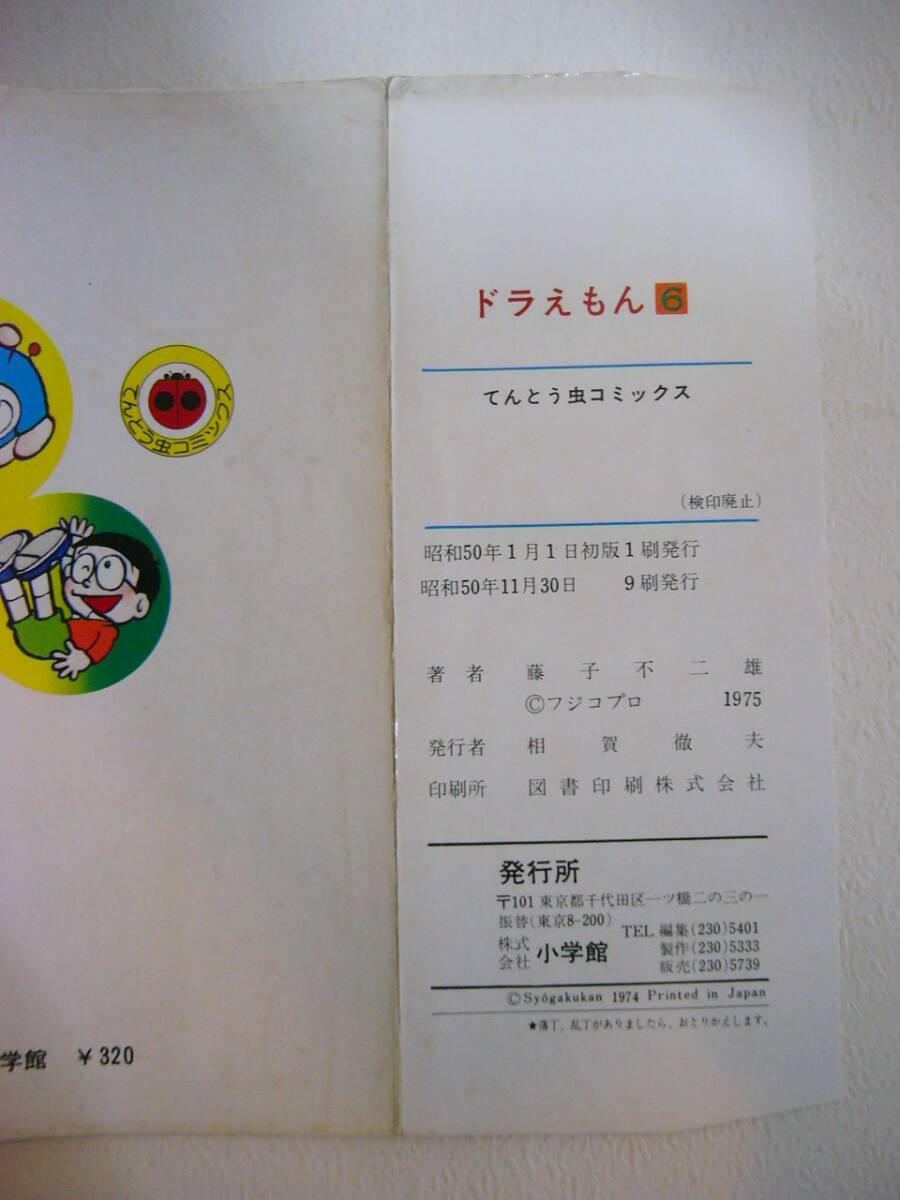 てんとう虫コミックス
学館 ¥320
ドラえもん 6
てんとう虫コミックス
(検印廃止)
昭和50年1月1日初版1刷発行
昭和50年11月30日 9刷発行
著者 藤子不二雄
©フジコプロ 1975
発行者 相賀徹夫
印刷所 図書印刷株式会社
発行所
〒101 東京都千代田区一ツ橋二の三の一
振替(東京8-200)
TEL 編集(230)5401
製作(230)5333
販売(230)5739
株式会社 小学館
©Syōgakukan 1974 Printed in Japan
★落丁、乱丁がありましたら、おとりかえします。